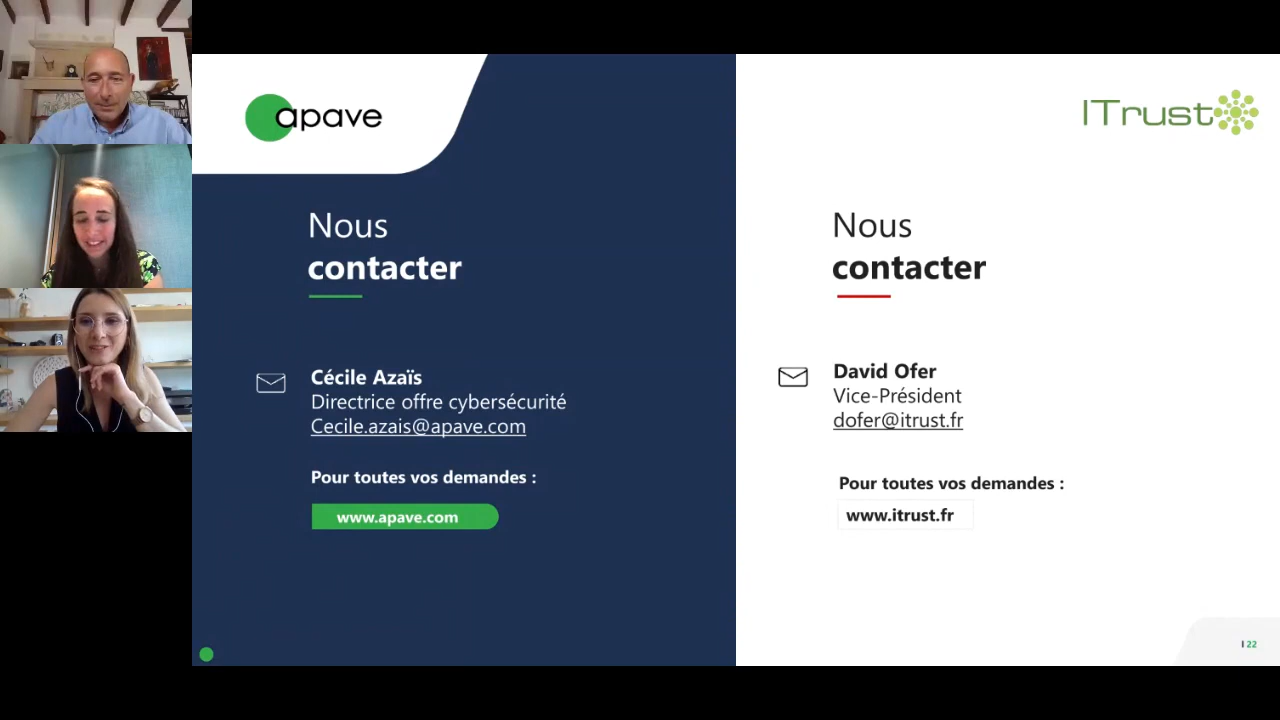 apave
Nous
contacter
Cécile Azaïs
Directrice offre cybersécurité
Cecile.azais@apave.com
Pour toutes vos demandes :
www.apave.com
ITrust
Nous
contacter
David Ofer
Vice-Président
dofer@itrust.fr
Pour toutes vos demandes :
www.itrust.fr
I 22